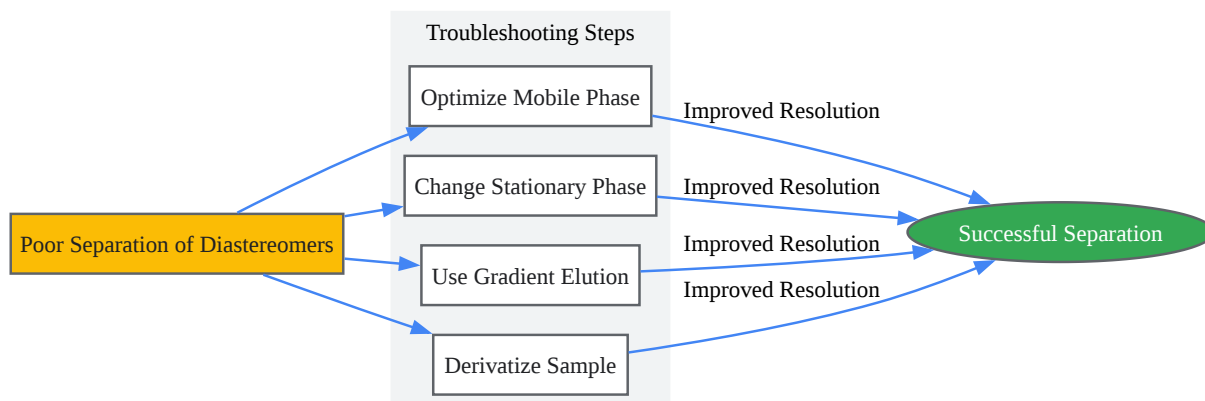 Troubleshooting Steps
Optimize Mobile Phase
Improved Resolution
Change Stationary Phase
Improved Resolution
Poor Separation of Diastereomers
Successful Separation
Use Gradient Elution
Improved Resolution
Derivatize Sample
Improved Resolution